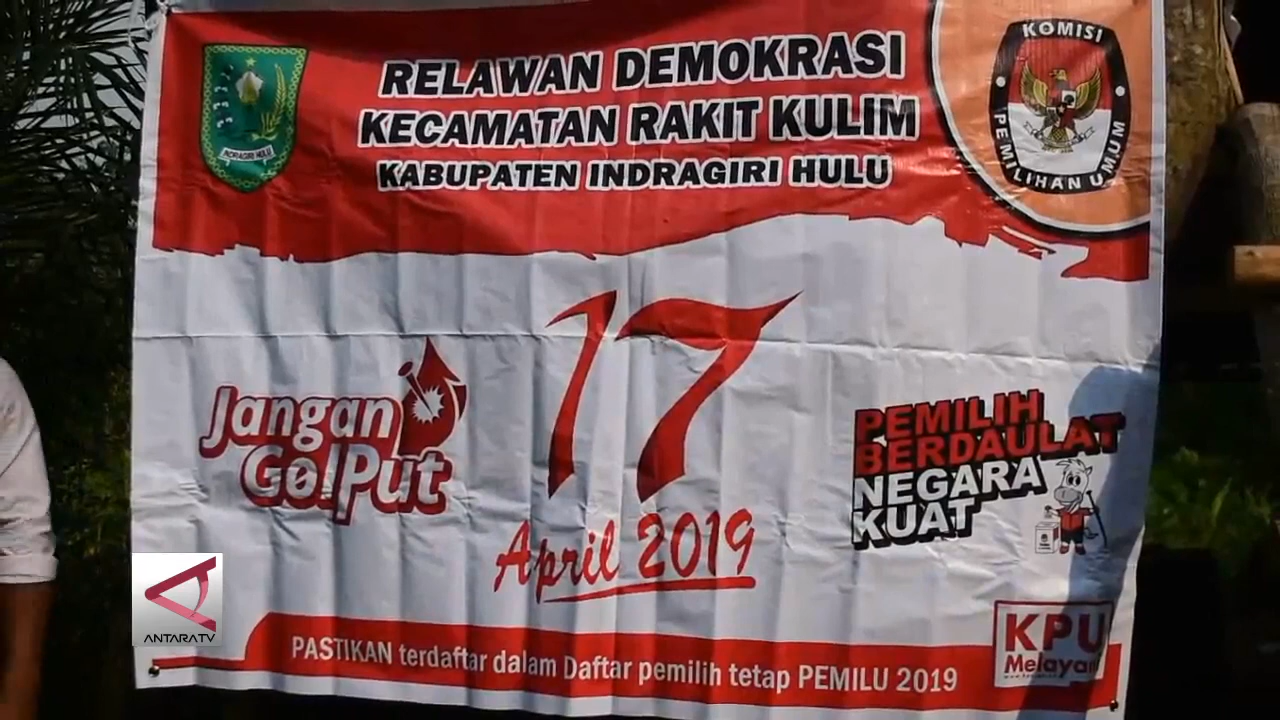 RELAWAN DEMOKRASI
KECAMATAN RAKIT KULIM
KABUPATEN INDRAGIRI HULU
INDRAGIRI HULU
KOMISI
PEMILIHAN UMUM
17
April 2019
Jangan
GolPut
PEMILIH
BERDAULAT
NEGARA
KUAT
PASTIKAN terdaftar dalam Daftar pemilih tetap PEMILU 2019
KPU
Melayani
ANTARATV